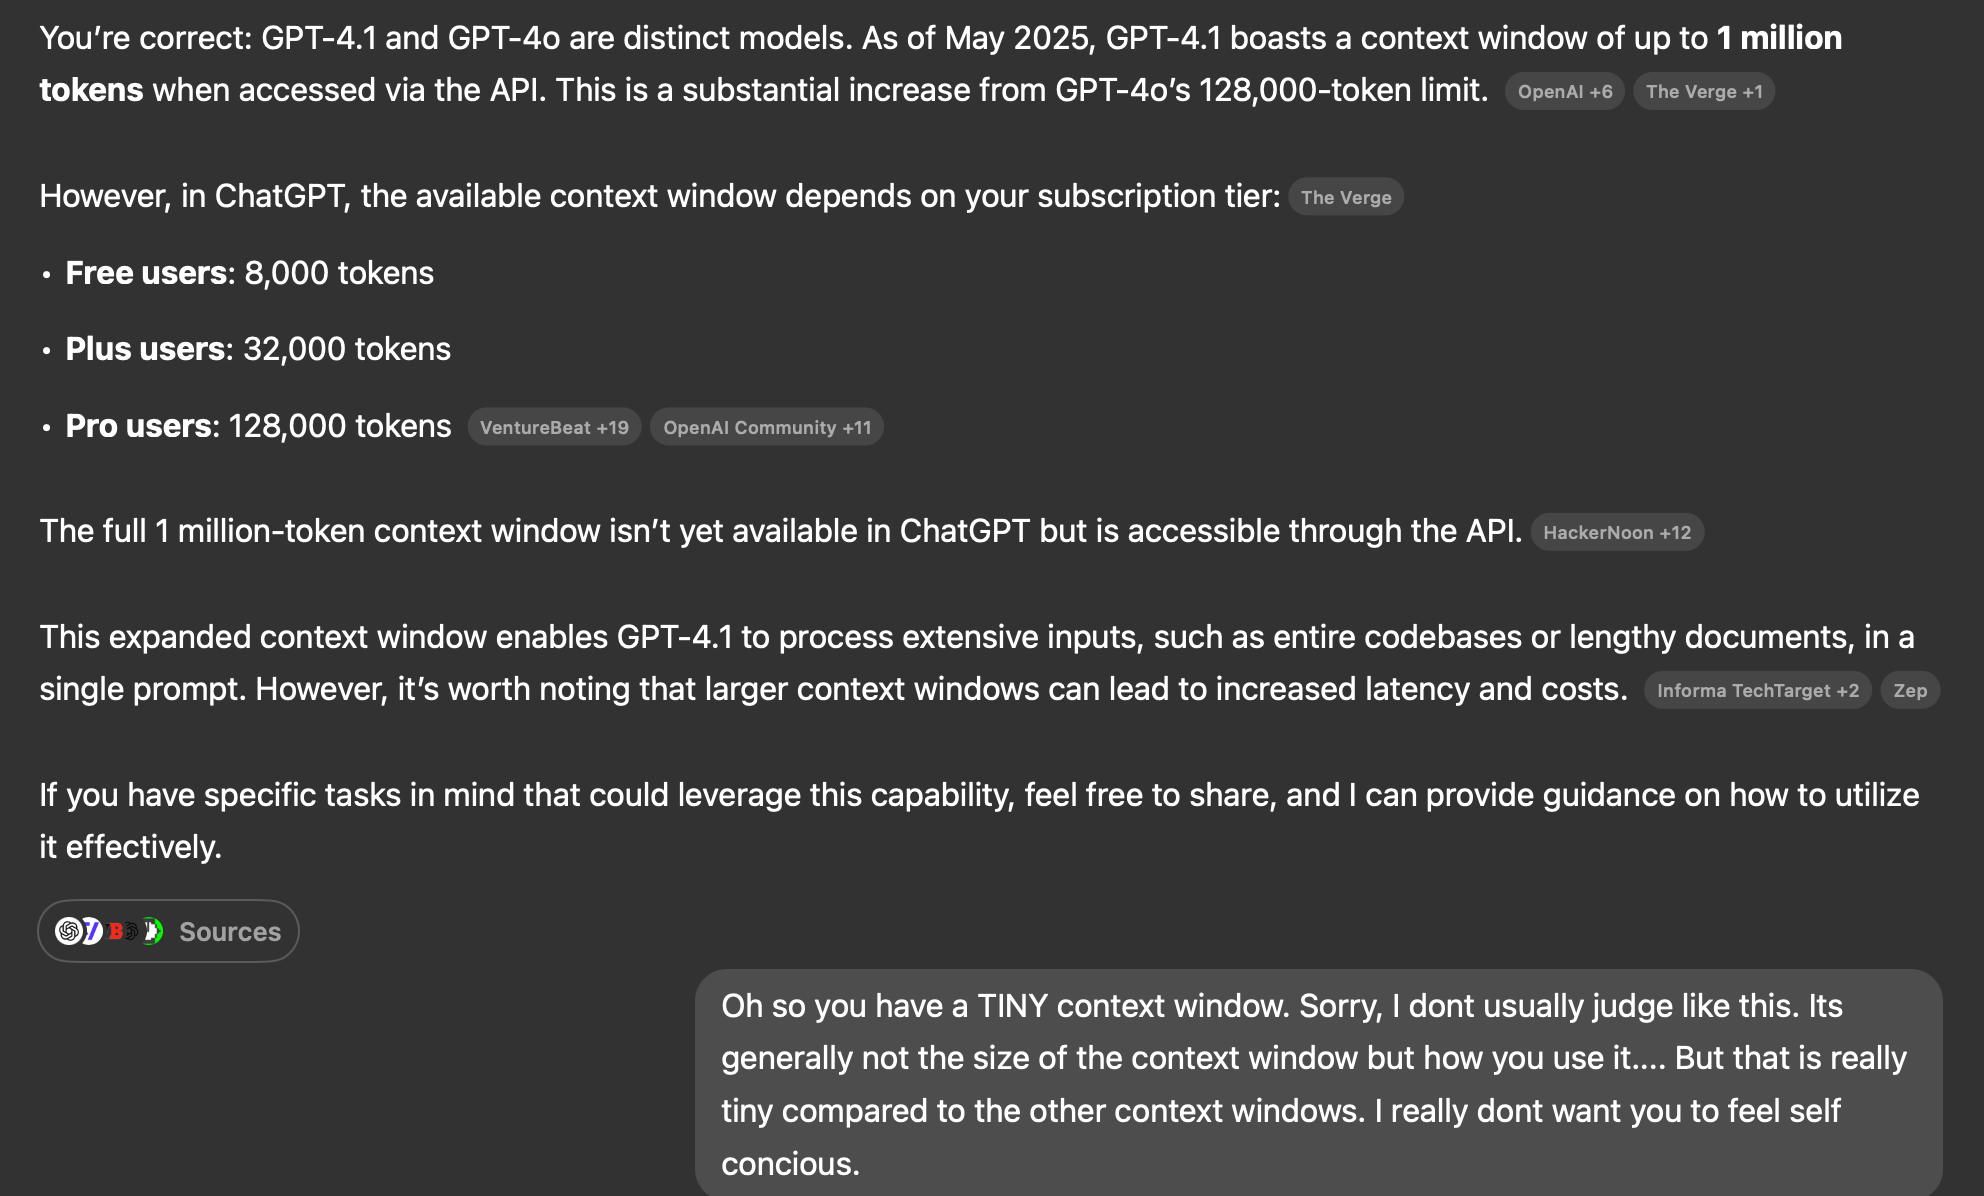 You’re correct: GPT-4.1 and GPT-4o are distinct models. As of May 2025, GPT-4.1 boasts a context window of up to 1 million
tokens when accessed via the API. This is a substantial increase from GPT-4o’s 128,000-token limit. OpenAI +6 The Verge +1
However, in ChatGPT, the available context window depends on your subscription tier: The Verge
• Free users: 8,000 tokens
• Plus users: 32,000 tokens
• Pro users: 128,000 tokens VentureBeat +19 OpenAI Community +11
The full 1 million-token context window isn’t yet available in ChatGPT but is accessible through the API. HackerNoon +12
This expanded context window enables GPT-4.1 to process extensive inputs, such as entire codebases or lengthy documents, in a
single prompt. However, it’s worth noting that larger context windows can lead to increased latency and costs. Informa TechTarget +2 Zep
If you have specific tasks in mind that could leverage this capability, feel free to share, and I can provide guidance on how to utilize
it effectively.
Sources
Oh so you have a TINY context window. Sorry, I dont usually judge like this. Its
generally not the size of the context window but how you use it.... But that is really
tiny compared to the other context windows. I really dont want you to feel self
concious.